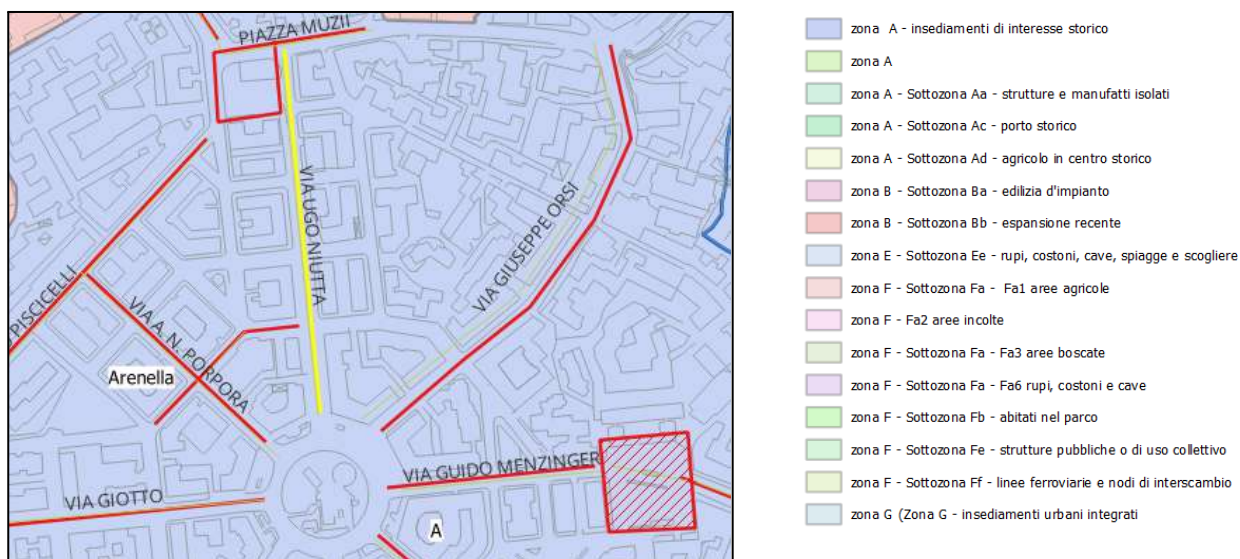 PIAZZA MUZII
VIA UGO NIUTTA
VIA GIUSEPPE ORSI
PISCICELLI
VIA A. N. PORPORA
Arenella
VIA GUIDO MENZINGER
VIA GIOTTO
A
zona A - insediamenti di interesse storico
zona A
zona A - Sottozona Aa - strutture e manufatti isolati
zona A - Sottozona Ac - porto storico
zona A - Sottozona Ad - agricolo in centro storico
zona B - Sottozona Ba - edilizia d'impianto
zona B - Sottozona Bb - espansione recente
zona E - Sottozona Ee - rupi, costoni, cave, spiagge e scogliere
zona F - Sottozona Fa - Fa1 aree agricole
zona F - Fa2 aree incolte
zona F - Sottozona Fa - Fa3 aree boscate
zona F - Sottozona Fa - Fa6 rupi, costoni e cave
zona F - Sottozona Fb - abitati nel parco
zona F - Sottozona Fe - strutture pubbliche o di uso collettivo
zona F - Sottozona Ff - linee ferroviarie e nodi di interscambio
zona G (Zona G - insediamenti urbani integrati